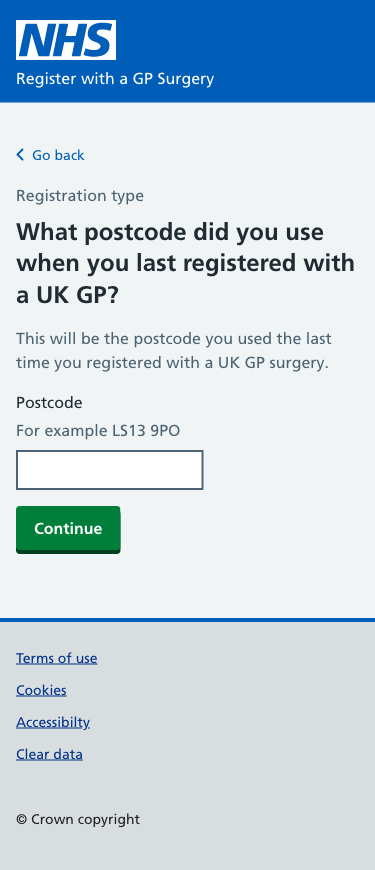 NHS
Register with a GP Surgery
Go back
Registration type
What postcode did you use
when you last registered with
a UK GP?
This will be the postcode you used the last
time you registered with a UK GP surgery.
Postcode
For example LS13 9PO
Continue
Terms of use
Cookies
Accessibilty
Clear data
© Crown copyright